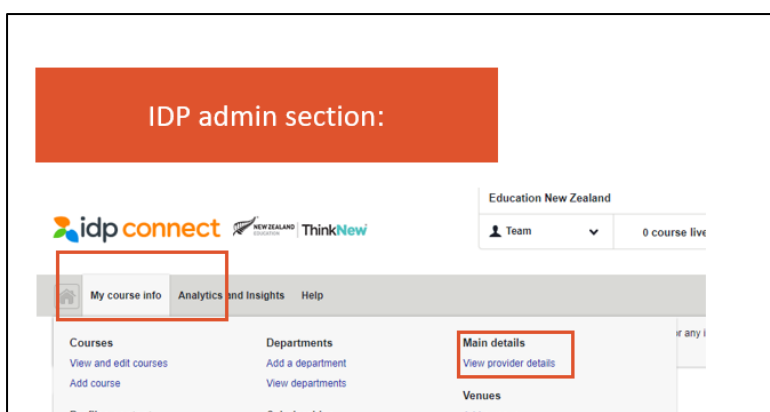 IDP admin section:
Education New Zealand
idp connect
NEW ZEALAND
EDUCATION
ThinkNew
Team
0 course live
My course info
Analytics and Insights
Help
or any i
Courses
Departments
Main details
View and edit courses
Add a department
View provider details
Add course
View departments
Venues